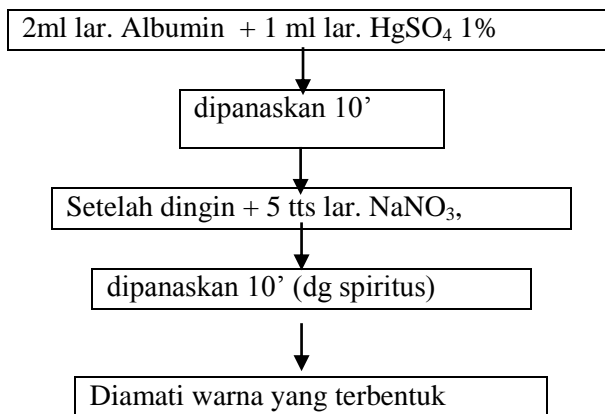 2ml lar. Albumin + 1 ml lar. HgSO₄ 1%
dipanaskan 10’
Setelah dingin + 5 tts lar. NaNO₃,
dipanaskan 10’ (dg spiritus)
Diamati warna yang terbentuk